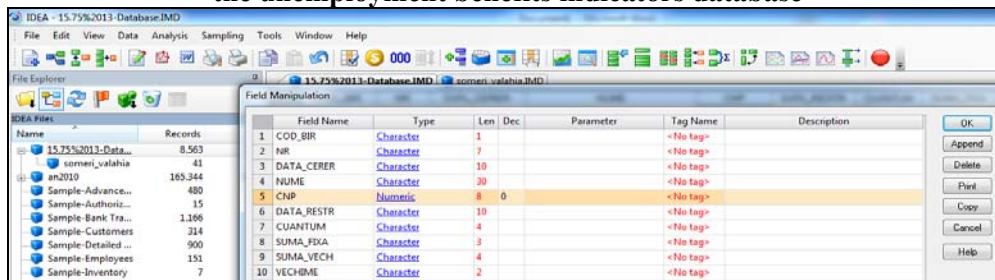 the unemployment benefits indicators database
IDEA - 15.75%2013-Database.IMD
File Edit View Data Analysis Sampling Tools Window Help
000
File Explorer
15.75%2013-Database.IMD someri_valahia.IMD
Field Manipulation
IDEA Files
Name Records
15.75%2013-Data... 8.563
someri_valahia 41
an2010 165.344
Sample-Advance... 480
Sample-Authoriz... 15
Sample-Bank Tra... 1.166
Sample-Customers 314
Sample-Detailed ... 900
Sample-Employees 151
Sample-Inventory 7
Field Name Type Len Dec Parameter Tag Name Description
1 COD_BIR Character 1 <No tag>
2 NR Character 7 <No tag>
3 DATA_CERER Character 10 <No tag>
4 NUME Character 30 <No tag>
5 CNP Numeric 8 0 <No tag>
6 DATA_RESTR Character 10 <No tag>
7 CUANTUM Character 4 <No tag>
8 SUMA_FIXA Character 3 <No tag>
9 SUMA_VECH Character 4 <No tag>
10 VECHIME Character 2 <No tag>
OK
Append
Delete
Print
Copy
Cancel
Help